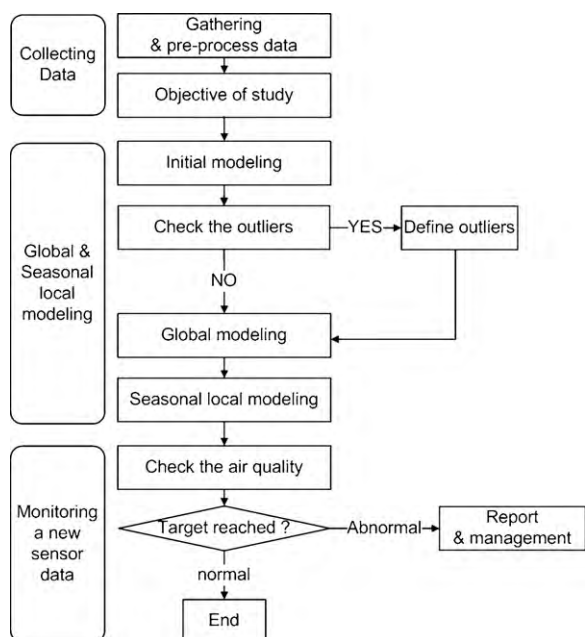 Collecting
Data
Gathering
& pre-process data
Objective of study
Global &
Seasonal
local
modeling
Initial modeling
Check the outliers
YES
Define outliers
NO
Global modeling
Seasonal local modeling
Monitoring
a new
sensor
data
Check the air quality
Target reached ?
Abnormal
Report
& management
normal
End